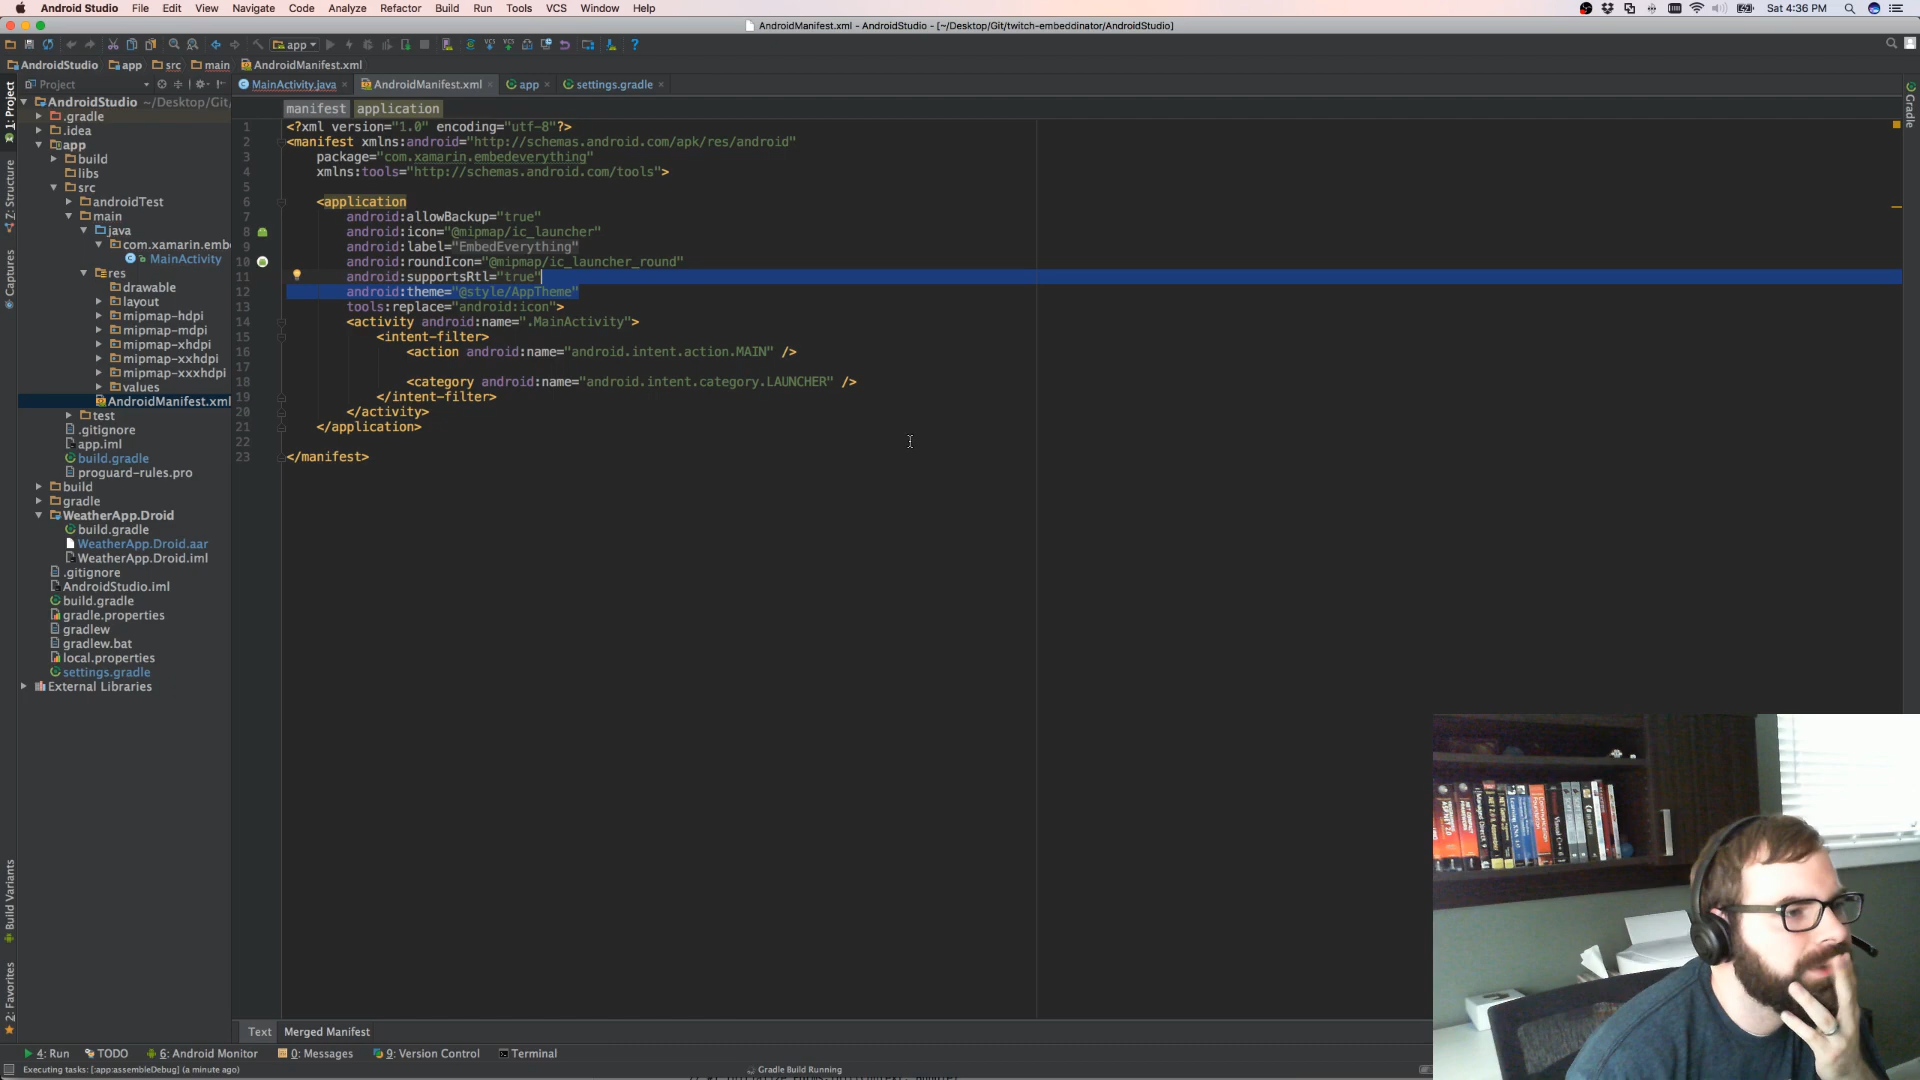 Android Studio File Edit View Navigate Code Analyze Refactor Build Run Tools VCS Window Help Sat 4:36 PM
AndroidManifest.xml - AndroidStudio - [~/Desktop/Git/twitch-embeddinator/AndroidStudio]
app
AndroidStudio app src main AndroidManifest.xml
Project MainActivity.java AndroidManifest.xml app settings.gradle
manifest application
AndroidStudio ~/Desktop/Git/
.gradle
.idea
app
build
libs
src
androidTest
main
java
com.xamarin.emb
MainActivity
res
drawable
layout
mipmap-hdpi
mipmap-mdpi
mipmap-xhdpi
mipmap-xxhdpi
mipmap-xxxhdpi
values
AndroidManifest.xml
test
.gitignore
app.iml
build.gradle
proguard-rules.pro
build
gradle
WeatherApp.Droid
build.gradle
WeatherApp.Droid.aar
WeatherApp.Droid.iml
.gitignore
AndroidStudio.iml
build.gradle
gradle.properties
gradlew
gradlew.bat
local.properties
settings.gradle
External Libraries
1: Project
Z: Structure
Captures
Build Variants
2: Favorites
1 <?xml version="1.0" encoding="utf-8"?>
2 <manifest xmlns:android="http://schemas.android.com/apk/res/android"
3 package="com.xamarin.embedeverything"
4 xmlns:tools="http://schemas.android.com/tools">
5
6 <application
7 android:allowBackup="true"
8 android:icon="@mipmap/ic_launcher"
9 android:label="EmbedEverything"
10 android:roundIcon="@mipmap/ic_launcher_round"
11 android:supportsRtl="true"
12 android:theme="@style/AppTheme"
13 tools:replace="android:icon">
14 <activity android:name=".MainActivity">
15 <intent-filter>
16 <action android:name="android.intent.action.MAIN" />
17
18 <category android:name="android.intent.category.LAUNCHER" />
19 </intent-filter>
20 </activity>
21 </application>
22
23 </manifest>
Gradle
Text Merged Manifest
4: Run TODO 6: Android Monitor 0: Messages 9: Version Control Terminal
Executing tasks: [:app:assembleDebug] (a minute ago) Gradle Build Running